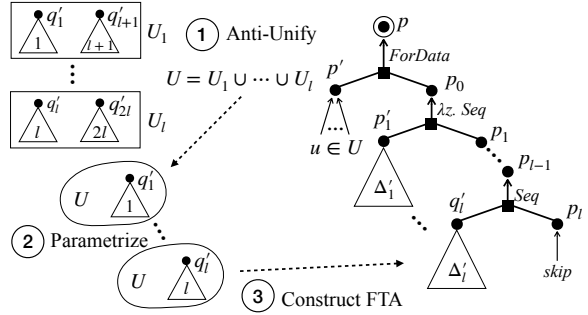 q′₁ q′ₗ₊₁ U₁
1 l+1
① Anti-Unify
U = U₁ ∪ ⋯ ∪ Uₗ
q′ₗ q′₂ₗ Uₗ
l 2l
U q′₁
1
② Parametrize
U q′ₗ
l
③ Construct FTA
p
ForData
p′ p₀
...
u ∈ U
λz. Seq
p′₁ p₁
Δ′₁
pₗ₋₁
Seq
q′ₗ pₗ
Δ′ₗ
skip